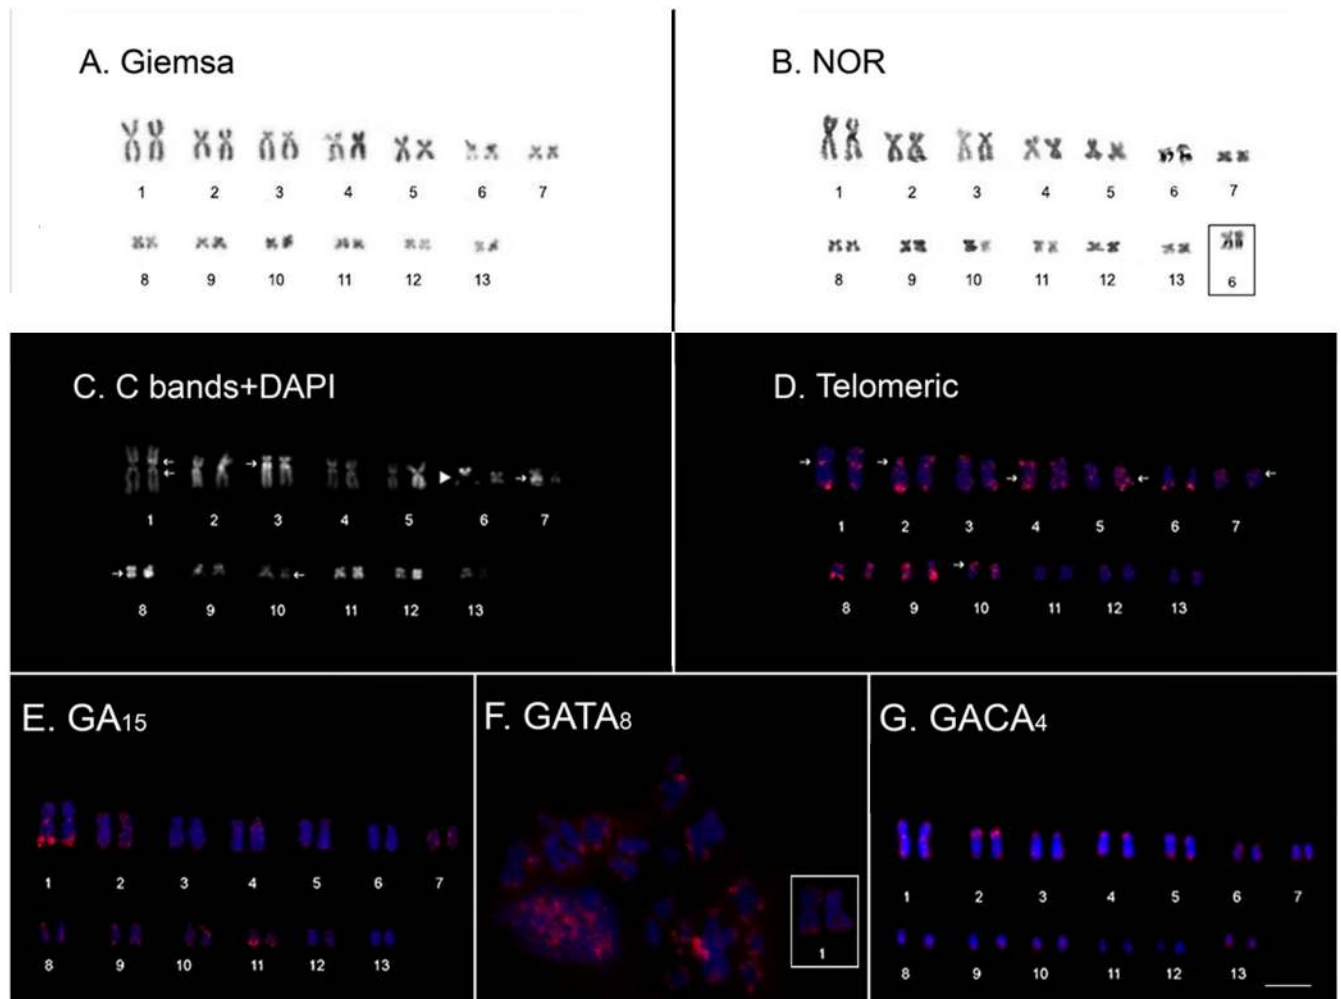 A. Giemsa
1 2 3 4 5 6 7
8 9 10 11 12 13
B. NOR
1 2 3 4 5 6 7
8 9 10 11 12 13 6
C. C bands+DAPI
1 2 3 4 5 6 7
8 9 10 11 12 13
D. Telomeric
1 2 3 4 5 6 7
8 9 10 11 12 13
E. GA15
1 2 3 4 5 6 7
8 9 10 11 12 13
F. GATA8
1
G. GACA4
1 2 3 4 5 6 7
8 9 10 11 12 13